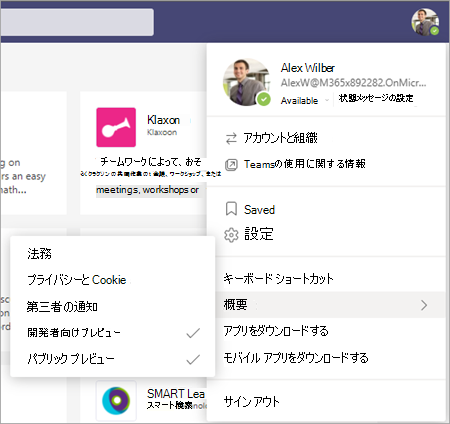 Alex Wilber
AlexW@M365x892282.OnMicr...
Available
状態メッセージの設定
アカウントと組織
Teamsの使用に関する情報
Saved
設定
キーボード ショートカット
概要
アプリをダウンロードする
モバイル アプリをダウンロードする
サイン アウト
法務
プライバシーと Cookie
第三者の通知
開発者向けプレビュー
パブリック プレビュー
Klaxon
Klaxoon
チームワークによって、おそ
meetings, workshops or
ng on
ers an easy
math...
SMART Lea
スマート検索